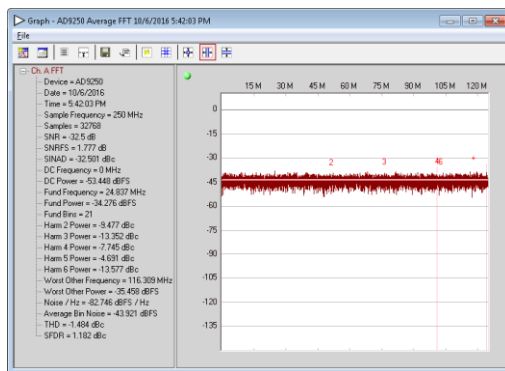 Graph - AD9250 Average FFT 10/6/2016 5:42:03 PM
File
Ch. A FFT
Device = AD9250
Date = 10/6/2016
Time = 5:42:03 PM
Sample Frequency = 250 MHz
Samples = 32768
SNR = -32.5 dB
SNRFS = 1.777 dB
SINAD = -32.501 dBc
DC Frequency = 0 MHz
DC Power = -53.448 dBFS
Fund Frequency = 24.837 MHz
Fund Power = -34.276 dBFS
Fund Bins = 21
Harm 2 Power = -9.477 dBc
Harm 3 Power = -13.352 dBc
Harm 4 Power = -7.745 dBc
Harm 5 Power = -4.691 dBc
Harm 6 Power = -13.577 dBc
Worst Other Frequency = 116.309 MHz
Worst Other Power = -35.458 dBFS
Noise / Hz = -82.746 dBFS / Hz
Average Bin Noise = -43.921 dBFS
THD = -1.484 dBc
SFDR = 1.182 dBc
15 M 30 M 45 M 60 M 75 M 90 M 105 M 120 M
0
-15
-30
2 3 46 *
-45
-60
-75
-90
-105
-120
-135